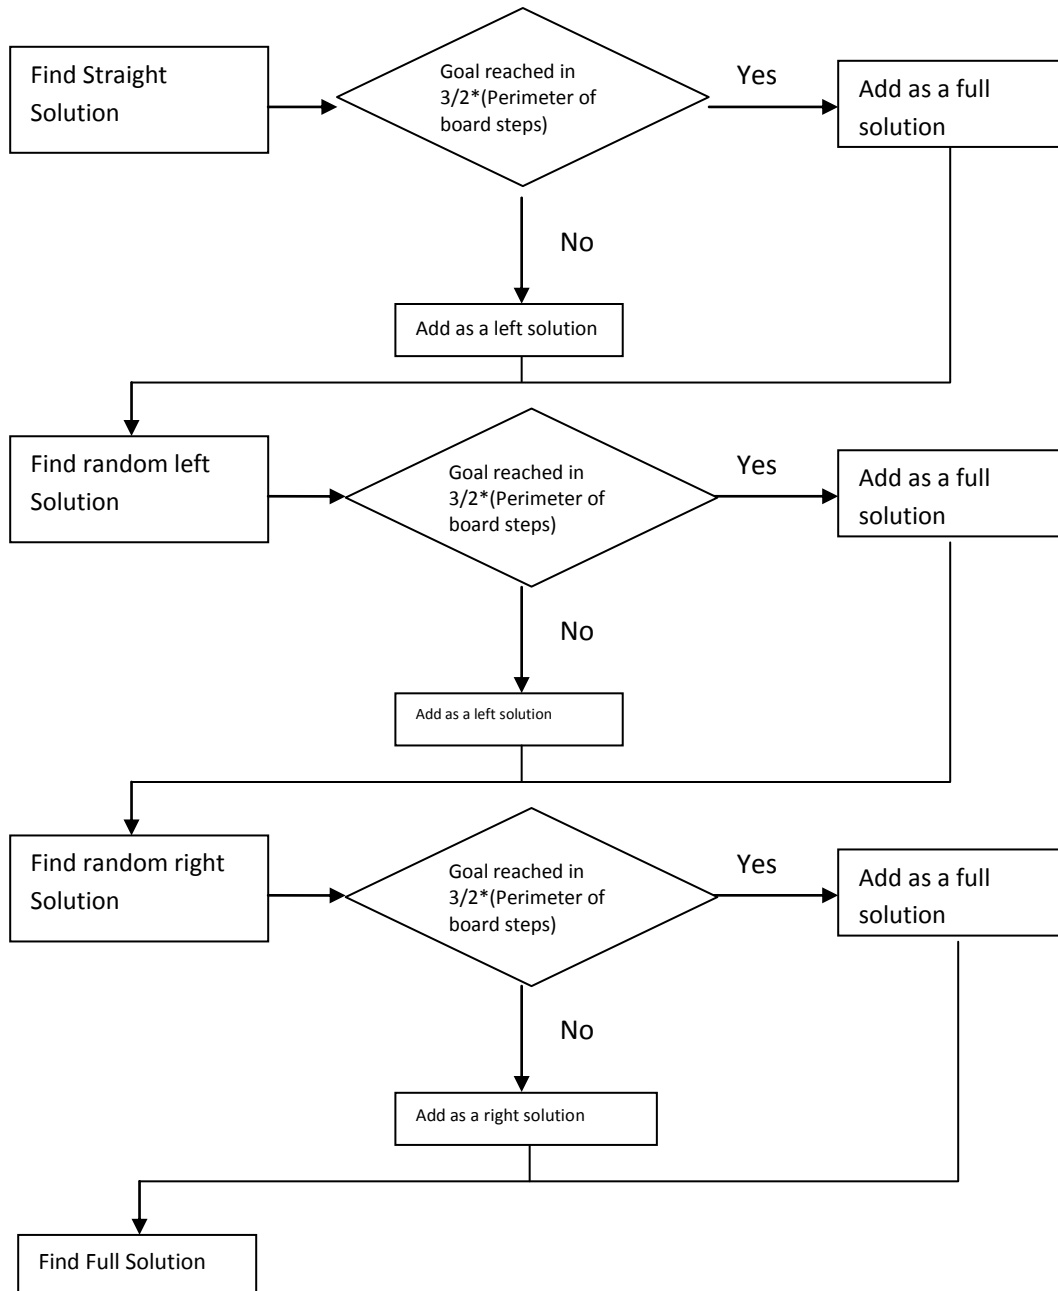 Find Straight
Solution
Goal reached in
3/2*(Perimeter of
board steps)
Yes
Add as a full
solution
No
Add as a left solution
Find random left
Solution
Goal reached in
3/2*(Perimeter of
board steps)
Yes
Add as a full
solution
No
Add as a left solution
Find random right
Solution
Goal reached in
3/2*(Perimeter of
board steps)
Yes
Add as a full
solution
No
Add as a right solution
Find Full Solution